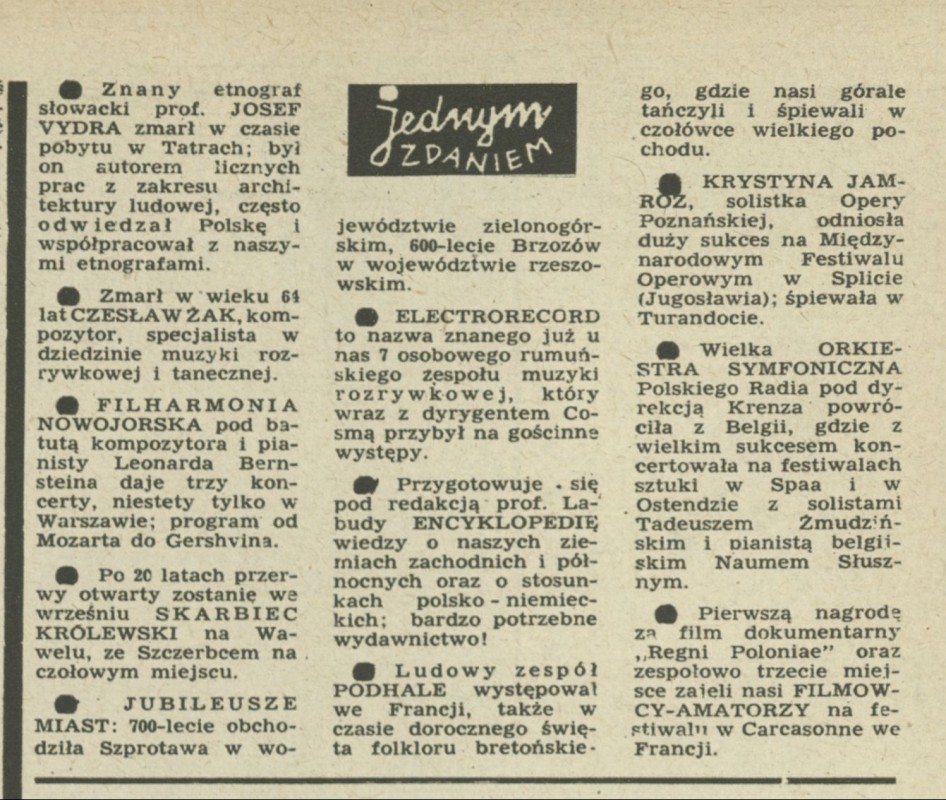 ● Znany etnograf
słowacki prof. JOSEF
VYDRA zmarł w czasie
pobytu w Tatrach; był
on autorem licznych
prac z zakresu archi-
tektury ludowej, często
odwiedzał Polskę i
współpracował z naszy-
mi etnografami.
● Zmarł w wieku 64
lat CZESŁAW ŻAK, kom-
pozytor, specjalista w
dziedzinie muzyki roz-
rywkowej i tanecznej.
● FILHARMONIA
NOWOJORSKA pod ba-
tutą kompozytora i pia-
nisty Leonarda Bern-
steina daje trzy kon-
certy, niestety tylko w
Warszawie; program od
Mozarta do Gershvina.
● Po 20 latach przer-
wy otwarty zostanie we
wrześniu SKARBIEC
KRÓLEWSKI na Wa-
welu, ze Szczerbcem na
czołowym miejscu.
● JUBILEUSZE
MIAST: 700-lecie obcho-
dziła Szprotawa w wo-
jednym
ZDANIEM
jewództwie zielonogór-
skim, 600-lecie Brzozów
w województwie rzeszo-
wskim.
● ELECTRORECORD
to nazwa znanego już u
nas 7 osobowego rumuń-
skiego zespołu muzyki
rozrywkowej, który
wraz z dyrygentem Co-
smą przybył na gościnne
występy.
● Przygotowuje się
pod redakcją prof. La-
budy ENCYKLOPEDIĘ
wiedzy o naszych zie-
miach zachodnich i pół-
nocnych oraz o stosun-
kach polsko - niemiec-
kich; bardzo potrzebne
wydawnictwo!
● Ludowy zespół
PODHALE występował
we Francji, także w
czasie dorocznego świę-
ta folkloru bretońskie-
go, gdzie nasi górale
tańczyli i śpiewali w
czołówce wielkiego po-
chodu.
● KRYSTYNA JAM-
ROZ, solistka Opery
Poznańskiej, odniosła
duży sukces na Między-
narodowym Festiwalu
Operowym w Splicie
(Jugosławia); śpiewała w
Turandocie.
● Wielka ORKIE-
STRA SYMFONICZNA
Polskiego Radia pod dy-
rekcją Krenza powró-
ciła z Belgii, gdzie z
wielkim sukcesem kon-
certowała na festiwalach
sztuki w Spaa i w
Ostendzie z solistami
Tadeuszem Żmudziń-
skim i pianistą belgij-
skim Naumem Słusz-
nym.
● Pierwszą nagrodę
za film dokumentarny
„Regni Poloniae" oraz
zespołowo trzecie miej-
sce zajęli nasi FILMOW-
CY-AMATORZY na fe-
stiwalu w Carcasonne we
Francji.